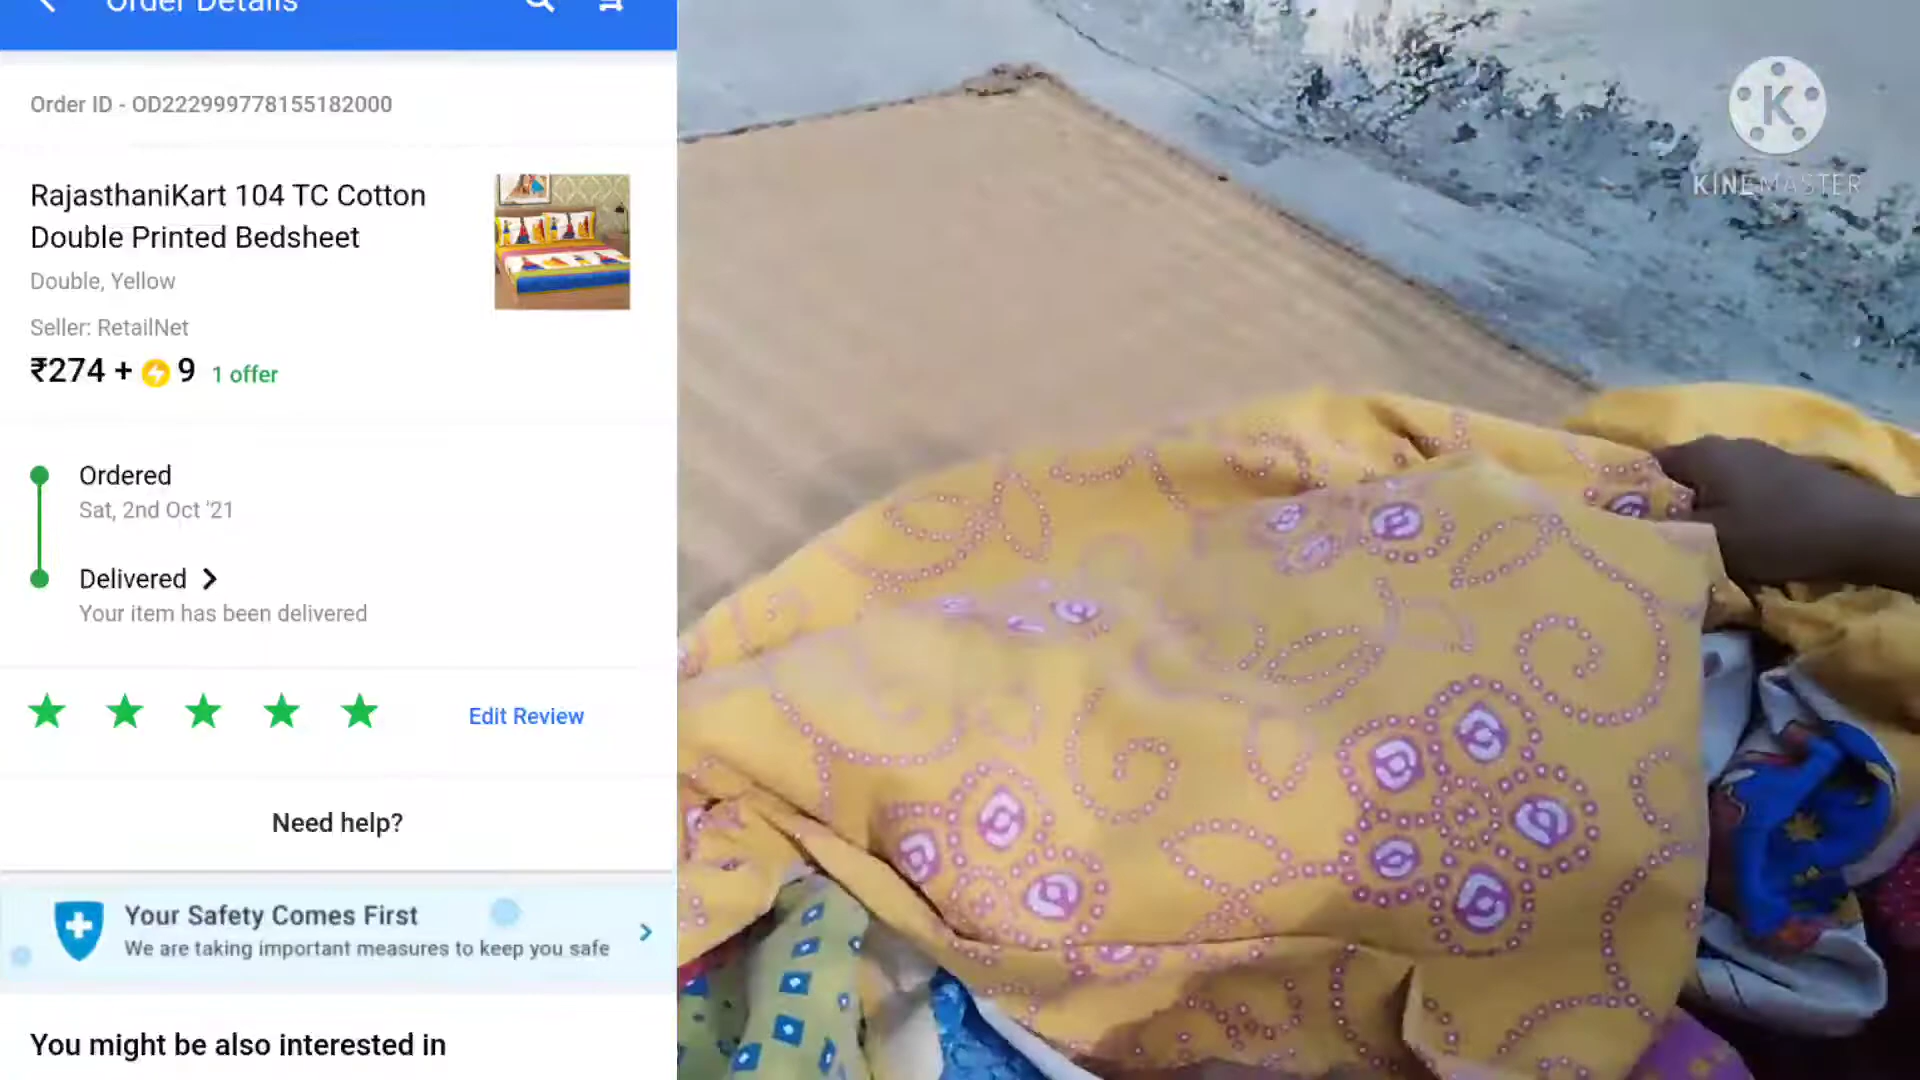 Order Details
Order ID - OD222999778155182000
RajasthaniKart 104 TC Cotton
Double Printed Bedsheet
Double, Yellow
Seller: RetailNet
₹274 + 9 1 offer
Ordered
Sat, 2nd Oct '21
Delivered
Your item has been delivered
Edit Review
Need help?
Your Safety Comes First
We are taking important measures to keep you safe
You might be also interested in
K
KINEMASTER